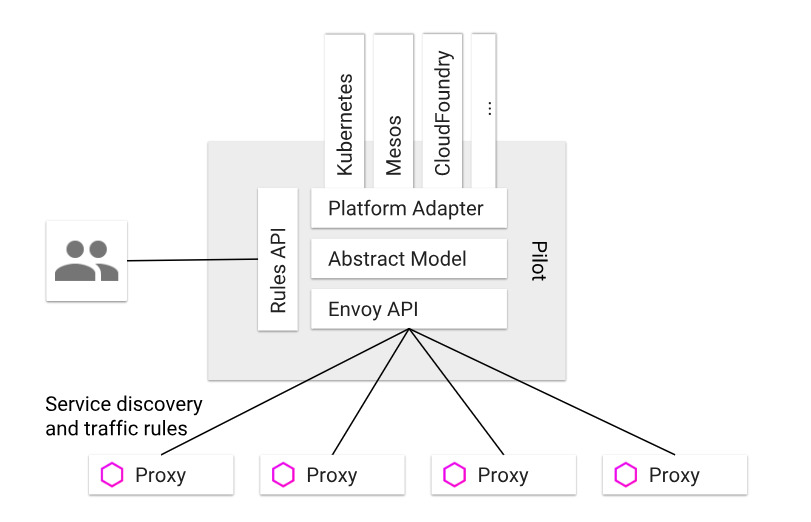 Kubernetes
Mesos
CloudFoundry
...
Platform Adapter
Rules API
Abstract Model
Pilot
Envoy API
Service discovery
and traffic rules
Proxy
Proxy
Proxy
Proxy